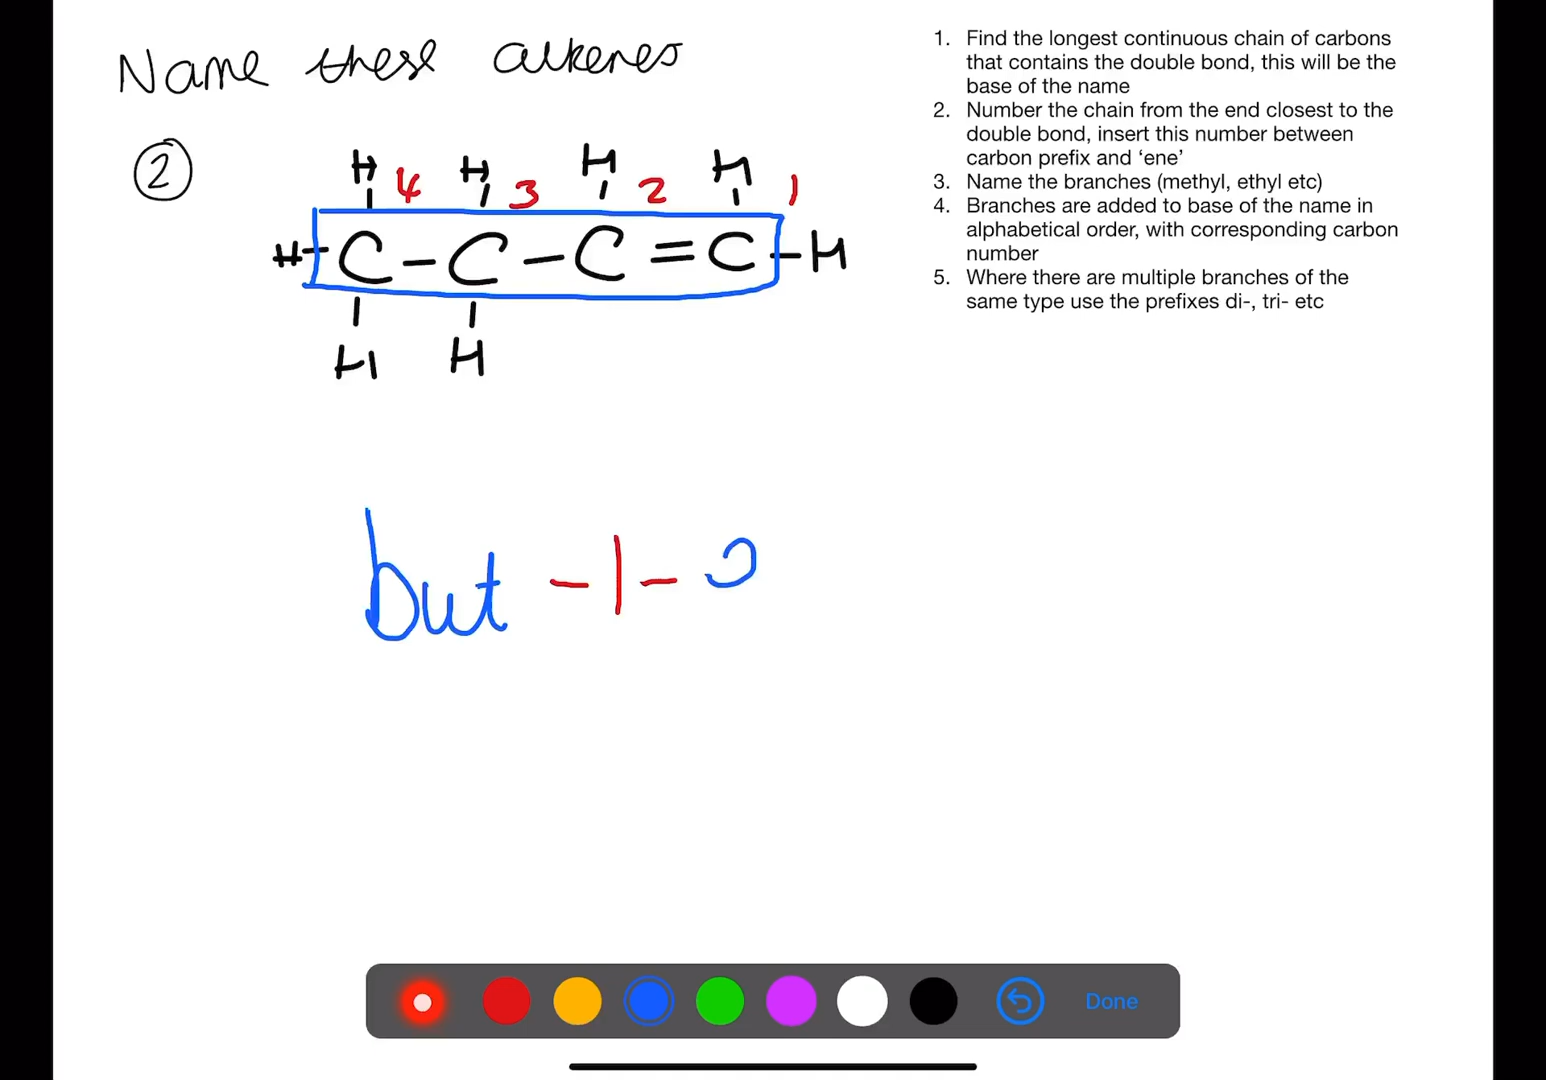 Name these alkenes
②
H 4 H 3 H 2 H 1
H-C-C-C=C-H
H H
but -1-
1. Find the longest continuous chain of carbons
that contains the double bond, this will be the
base of the name
2. Number the chain from the end closest to the
double bond, insert this number between
carbon prefix and ‘ene’
3. Name the branches (methyl, ethyl etc)
4. Branches are added to base of the name in
alphabetical order, with corresponding carbon
number
5. Where there are multiple branches of the
same type use the prefixes di-, tri- etc
Done